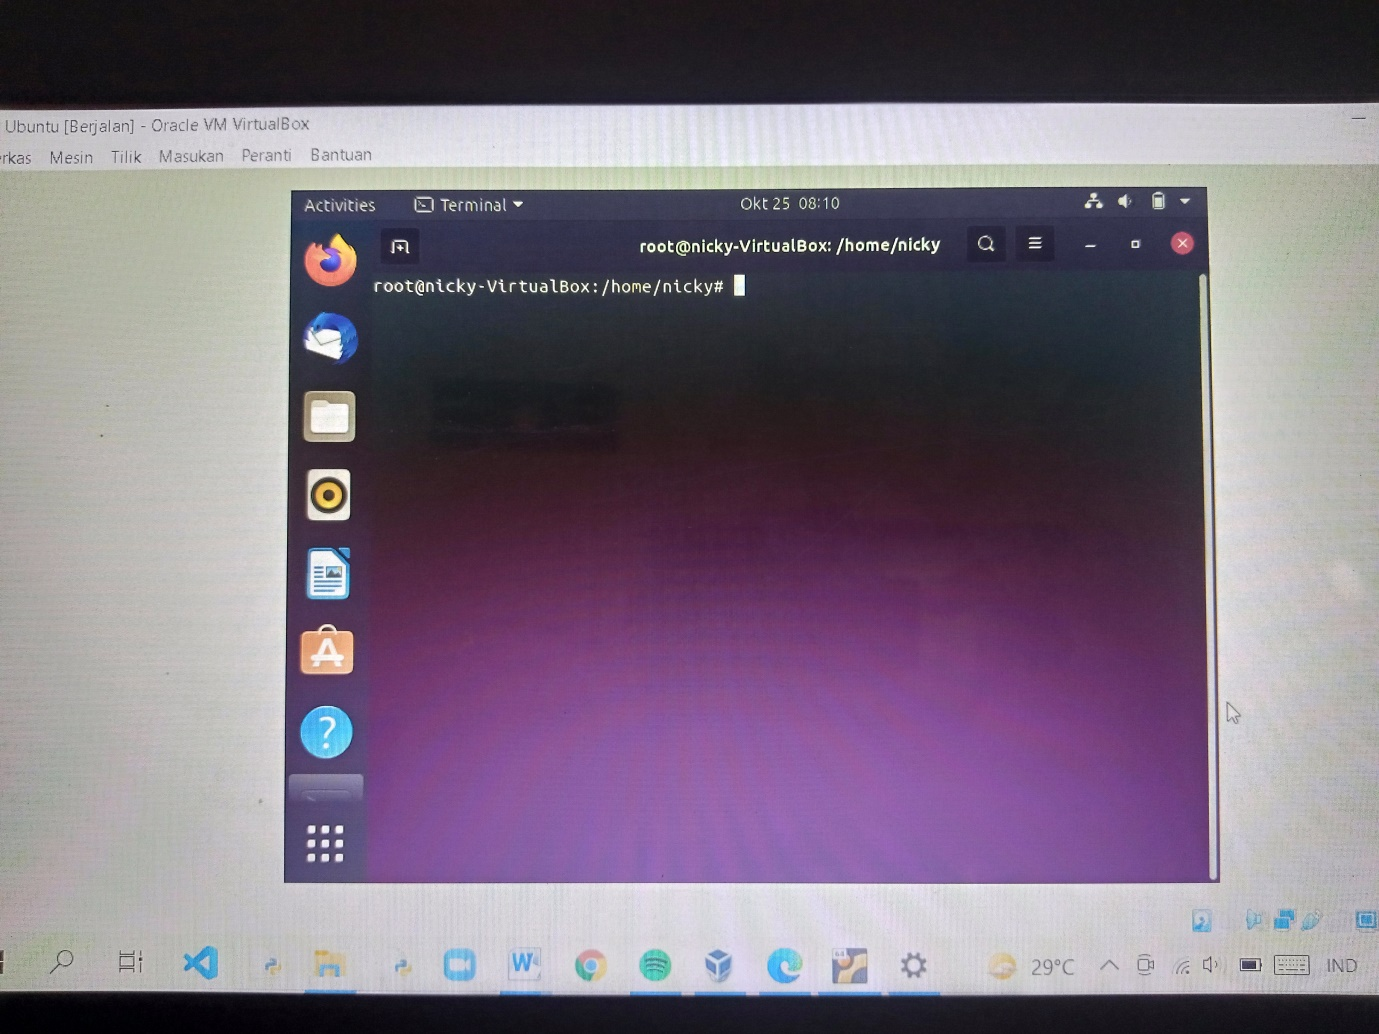 Ubuntu [Berjalan] - Oracle VM VirtualBox
rkas Mesin Tilik Masukan Peranti Bantuan
Activities Terminal Okt 25 08:10
root@nicky-VirtualBox: /home/nicky
root@nicky-VirtualBox:/home/nicky#
29°C IND